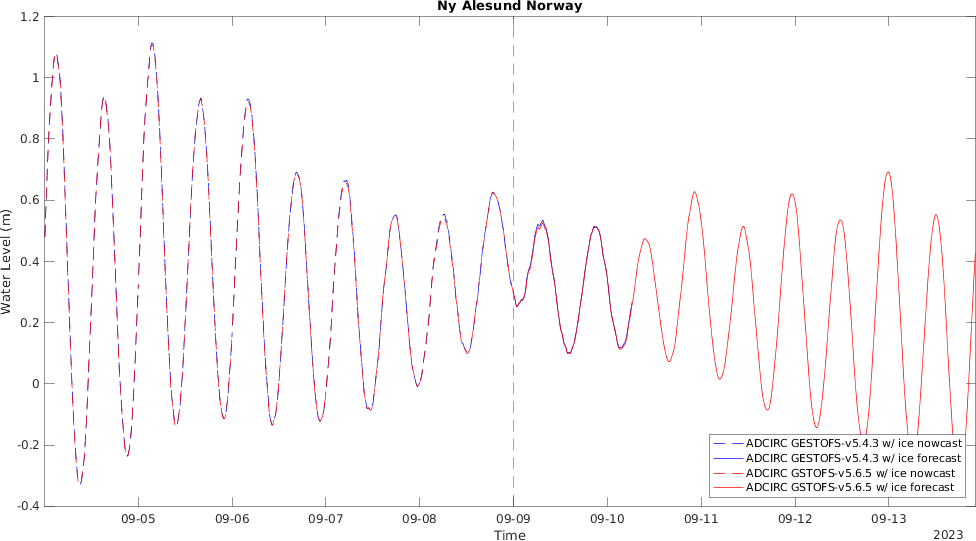 Ny Alesund Norway
1.2
1
0.8
0.6
0.4
0.2
0
-0.2
-0.4
Water Level (m)
ADCIRC GESTOFS-v5.4.3 w/ ice nowcast
ADCIRC GESTOFS-v5.4.3 w/ ice forecast
ADCIRC GSTOFS-v5.6.5 w/ ice nowcast
ADCIRC GSTOFS-v5.6.5 w/ ice forecast
09-05 09-06 09-07 09-08 09-09 09-10 09-11 09-12 09-13
Time
2023